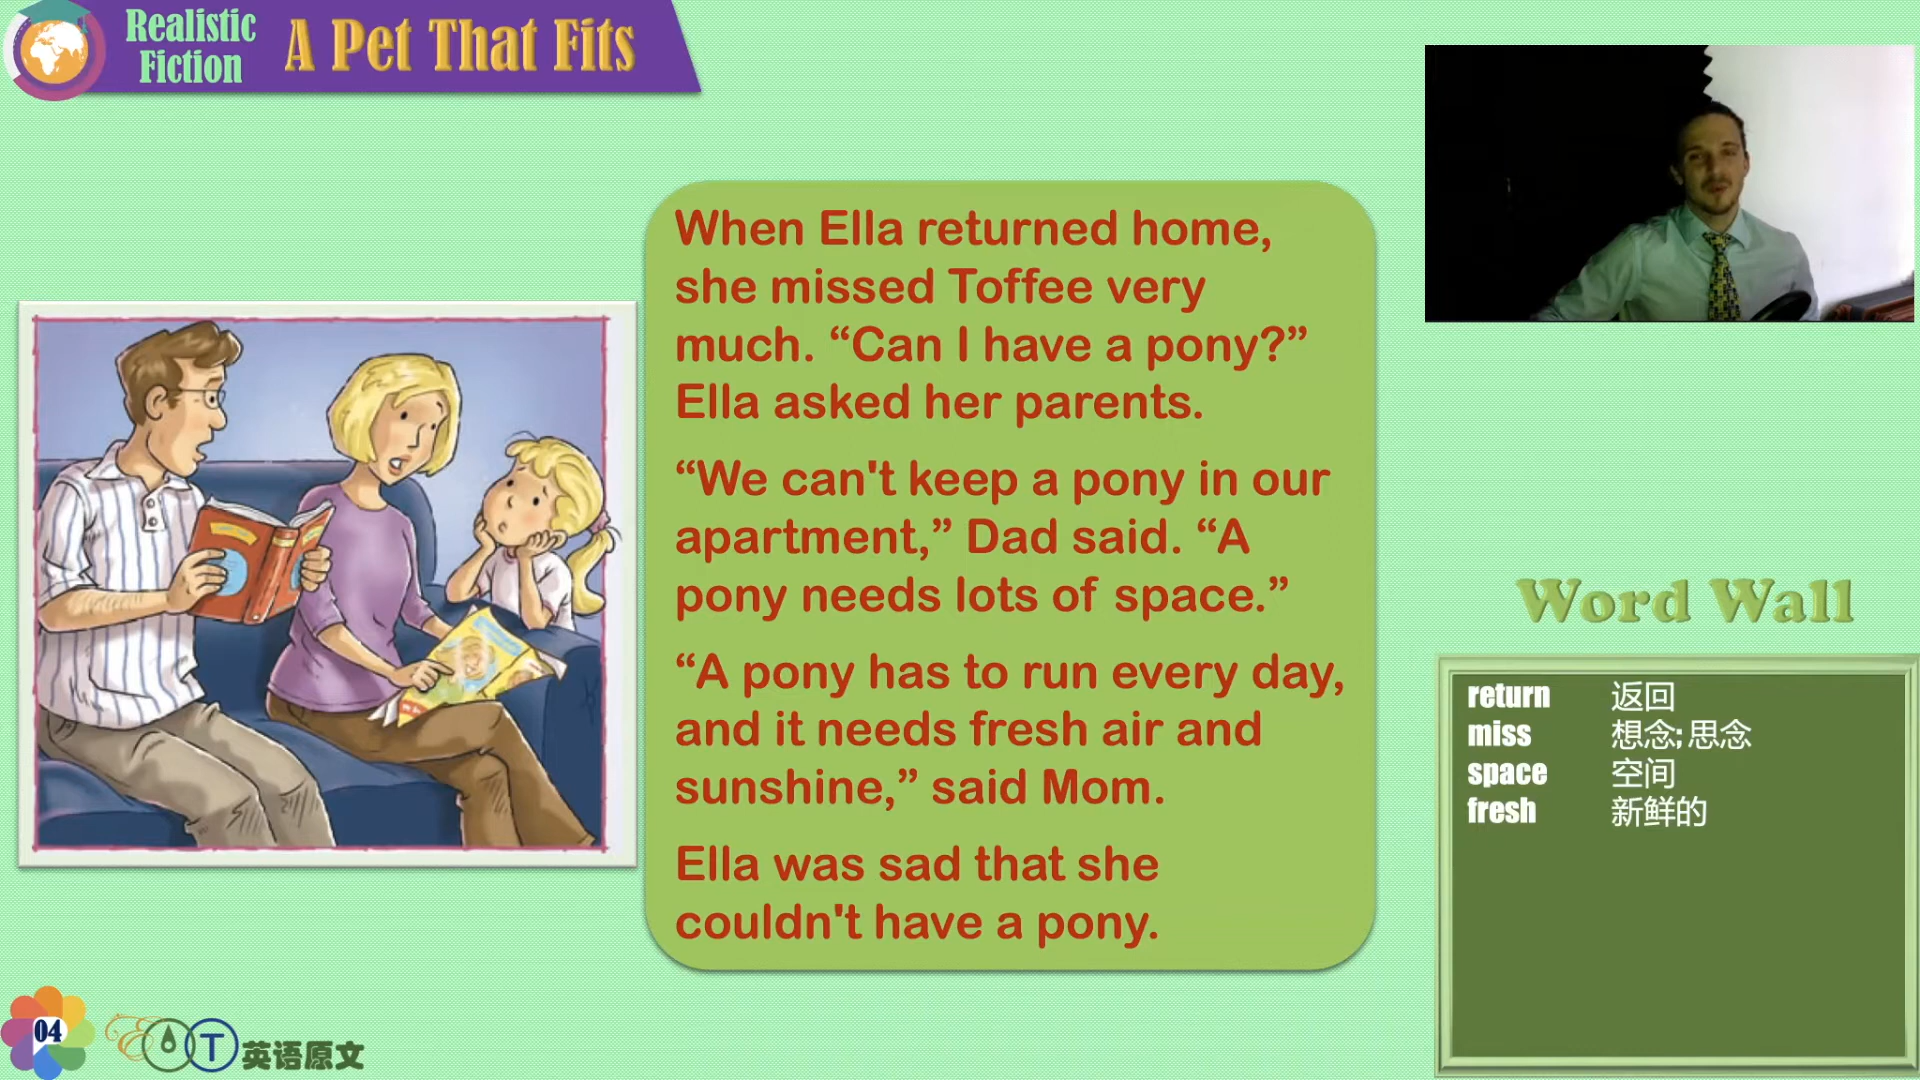 Realistic
Fiction
A Pet That Fits
When Ella returned home,
she missed Toffee very
much. “Can I have a pony?”
Ella asked her parents.
“We can't keep a pony in our
apartment,” Dad said. “A
pony needs lots of space.”
“A pony has to run every day,
and it needs fresh air and
sunshine,” said Mom.
Ella was sad that she
couldn't have a pony.
Word Wall
return 返回
miss 想念; 思念
space 空间
fresh 新鲜的
04
T 英语原文